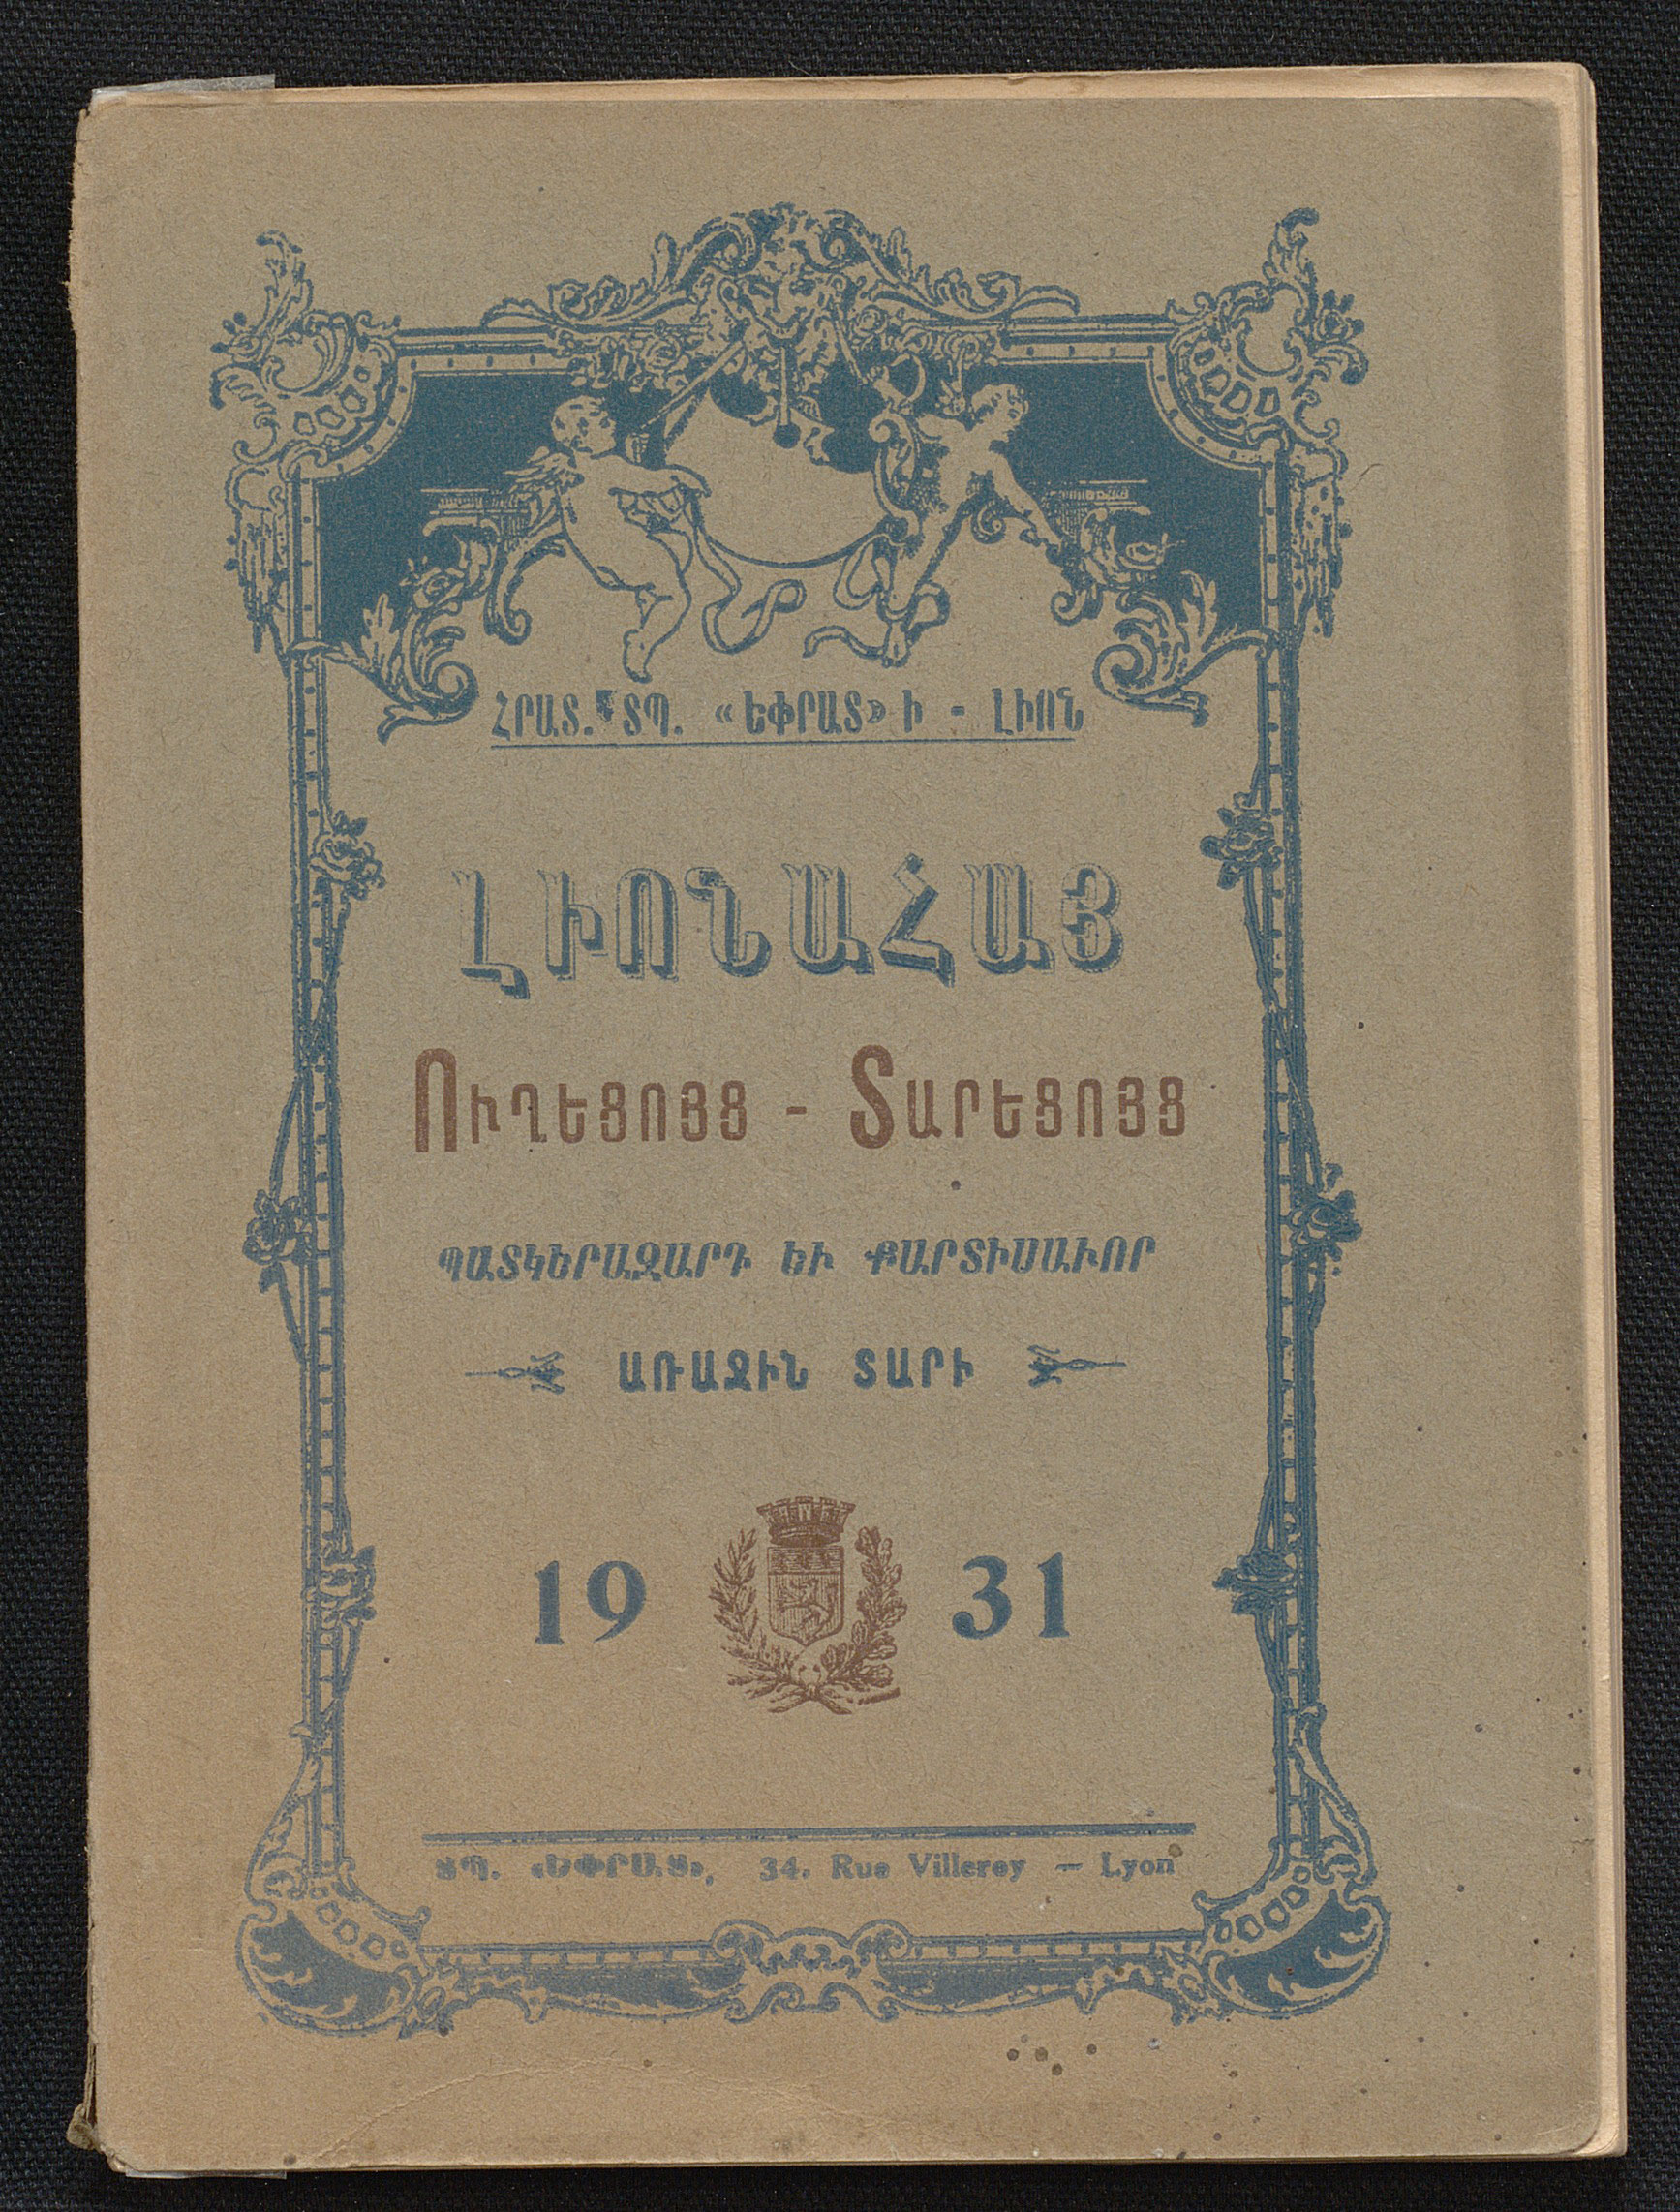 ՀՐԱՏ. ՏՊ. «ԵՓՐԱՏ» Ի - ԼԻՈՆ
ԼԻՈՆԱՀԱՅ
ՈՒՂԵՑՈՅՑ - ՏԱՐԵՑՈՅՑ
ՊԱՏԿԵՐԱԶԱՐԴ ԵՒ ՔԱՐՏԻՍԱՒՈՐ
ԱՌԱՋԻՆ ՏԱՐԻ
19 31
ՏՊ. «ԵՓՐԱՏ», 34. Rue Villeroy — Lyon